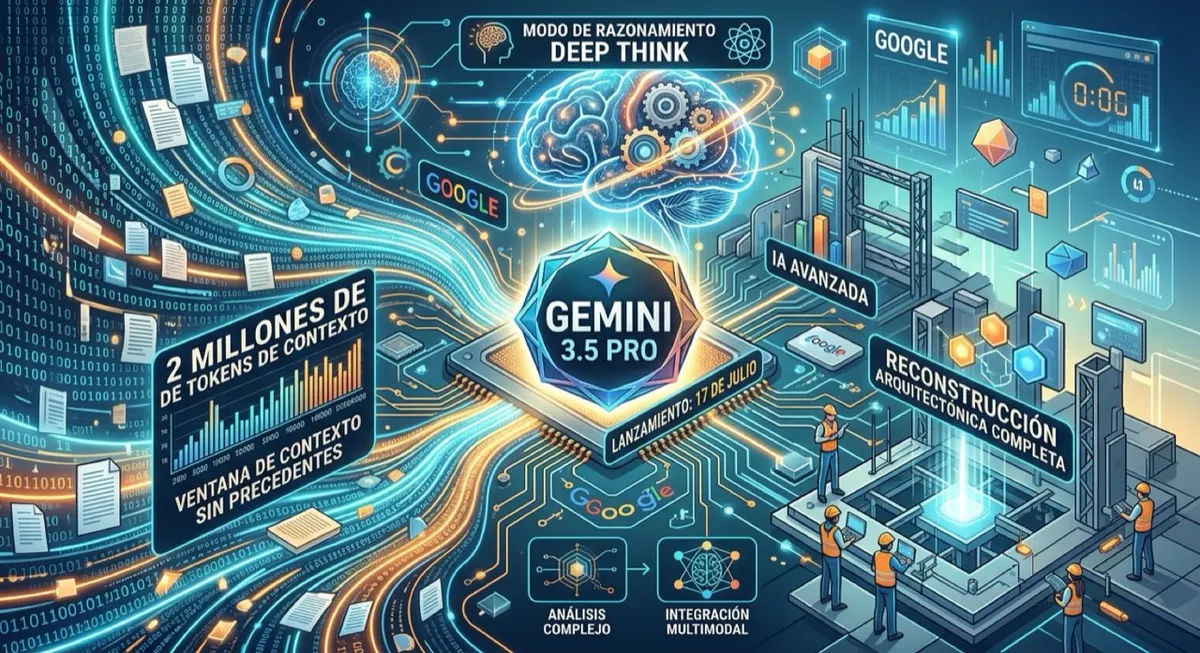 MODO DE RAZONAMIENTO
DEEP THINK
GOOGLE
0:06
GOOGLE
IA AVANZADA
GEMINI
3.5 PRO
LANZAMIENTO: 17 DE JULIO
2 MILLONES DE
DE TOKENS DE CONTEXTO
VENTANA DE CONTEXTO
SIN PRECEDENTES
RECONSTRUCCIÓN
ARQUITECTÓNICA COMPLETA
GGoogle
ANÁLISIS
COMPLEJO
INTEGRACIÓN
MULTIMODAL